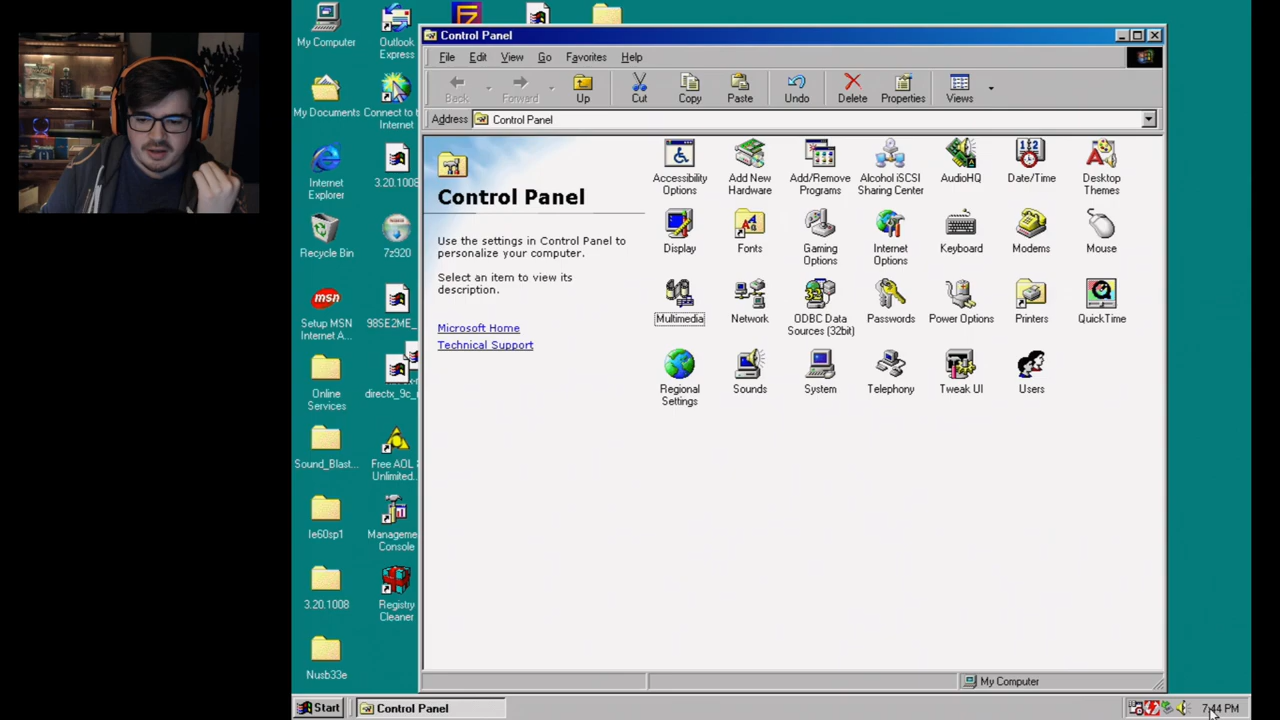 My Computer
Outlook
Express
My Documents
Connect to the
Internet
Internet
Explorer
3.20.1008
Recycle Bin
7z920
Setup MSN
Internet A...
98SE2ME_
Online
Services
directx_9c_
Sound_Blast...
Free AOL
Unlimited...
Ie60sp1
Management
Console
3.20.1008
Registry
Cleaner
Nusb33e
Control Panel
File
Edit
View
Go
Favorites
Help
Back
Forward
Up
Cut
Copy
Paste
Undo
Delete
Properties
Views
Address
Control Panel
Control Panel
Use the settings in Control Panel to
personalize your computer.
Select an item to view its
description.
Microsoft Home
Technical Support
Accessibility
Options
Add New
Hardware
Add/Remove
Programs
Alcohol iSCSI
Sharing Center
AudioHQ
Date/Time
Desktop
Themes
Display
Fonts
Gaming
Options
Internet
Options
Keyboard
Modems
Mouse
Multimedia
Network
ODBC Data
Sources (32bit)
Passwords
Power Options
Printers
QuickTime
Regional
Settings
Sounds
System
Telephony
Tweak UI
Users
My Computer
Start
Control Panel
7:44 PM